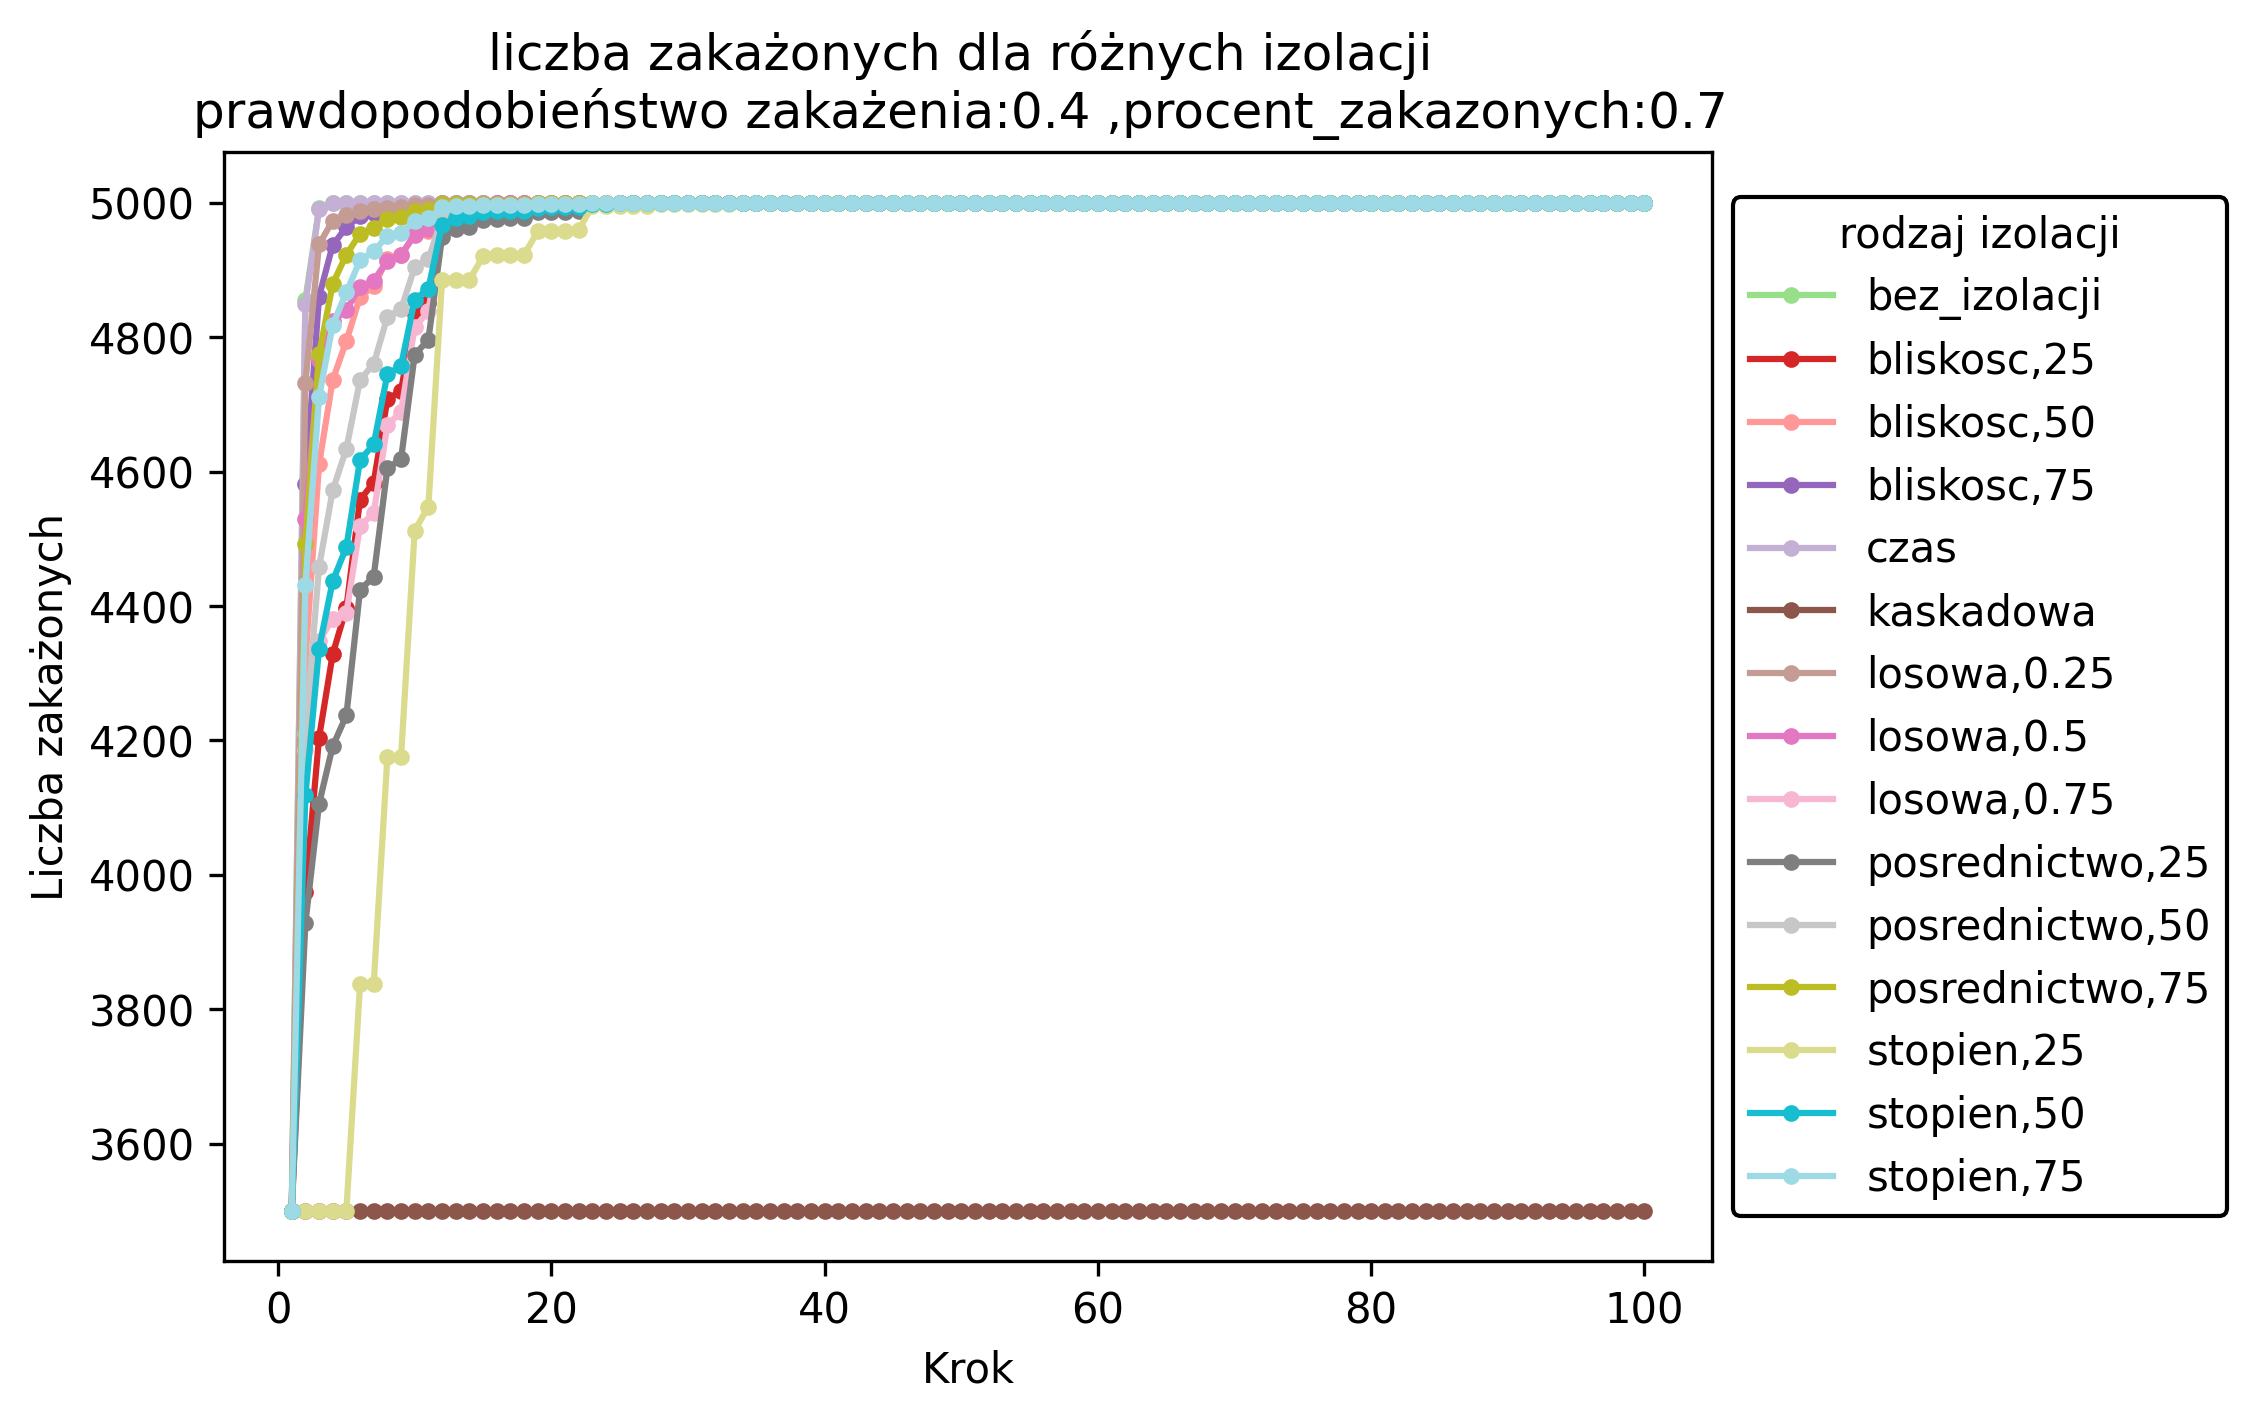 liczba zakażonych dla różnych izolacji
prawdopodobieństwo zakażenia:0.4 ,procent_zakazonych:0.7
Liczba zakażonych
5000
4800
4600
4400
4200
4000
3800
3600
0
20
40
60
80
100
Krok
rodzaj izolacji
bez_izolacji
bliskosc,25
bliskosc,50
bliskosc,75
czas
kaskadowa
losowa,0.25
losowa,0.5
losowa,0.75
posrednictwo,25
posrednictwo,50
posrednictwo,75
stopien,25
stopien,50
stopien,75